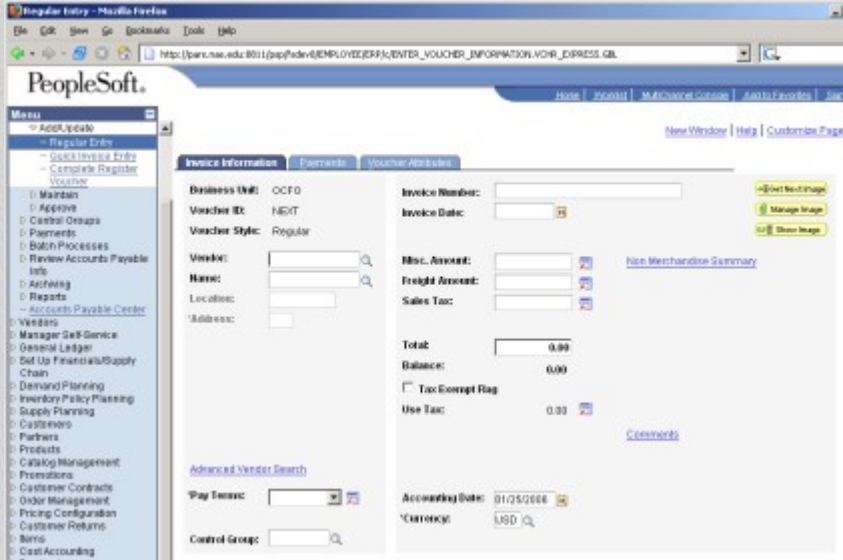 Regular Entry - Mozilla Firefox
File Edit View Go Bookmarks Tools Help
PeopleSoft.
Home | Worklist | MultiChannel Console | Add to Favorites | Sign
Menu
Add/Update
– Regular Entry
– Quick Invoice Entry
– Complete Register
Voucher
Maintain
Approve
Control Groups
Payments
Batch Processes
Review Accounts Payable
Info
Archiving
Reports
– Accounts Payable Center
Vendors
Manager Self-Service
General Ledger
Set Up Financials/Supply
Chain
Demand Planning
Inventory Policy Planning
Supply Planning
Customers
Partners
Products
Catalog Management
Promotions
Customer Contracts
Order Management
Pricing Configuration
Customer Returns
Items
Cost Accounting
New Window | Help | Customize Page
Invoice Information Payments Voucher Attributes
Business Unit: OCF0
Voucher ID: NEXT
Voucher Style: Regular
Vendor:
Name:
Location:
*Address:
Advanced Vendor Search
*Pay Terms:
Control Group:
Invoice Number:
Invoice Date:
Misc. Amount:
Freight Amount:
Sales Tax:
Total: 0.00
Balance: 0.00
Tax Exempt Flag
Use Tax: 0.00
Accounting Date: 01/25/2006
*Currency: USD
Get Next Image
Manage Image
Show Image
Non Merchandise Summary
Comments